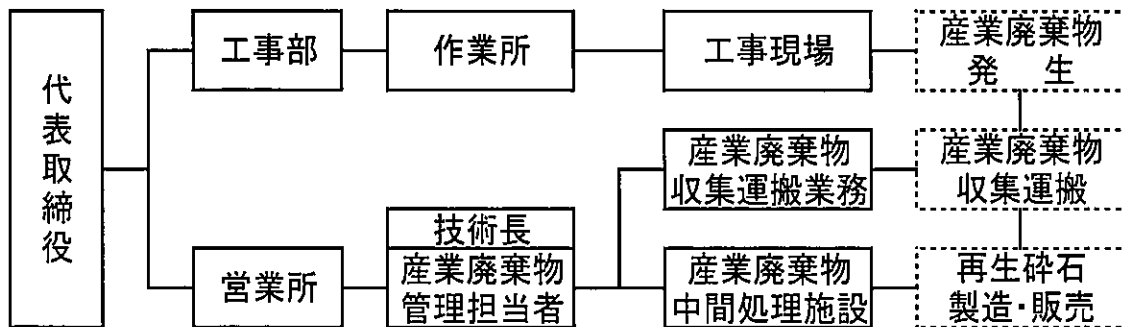 代表取締役
工事部
作業所
工事現場
産業廃棄物
発　生
産業廃棄物
収集運搬業務
産業廃棄物
収集運搬
営業所
技術長
産業廃棄物
管理担当者
産業廃棄物
中間処理施設
再生砕石
製造・販売